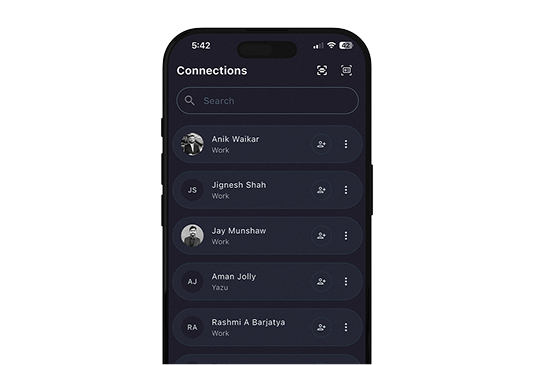 5:42
42
Connections
Search
Anik Waikar
Work
JS
Jignesh Shah
Work
Jay Munshaw
Work
AJ
Aman Jolly
Yazu
RA
Rashmi A Barjatya
Work